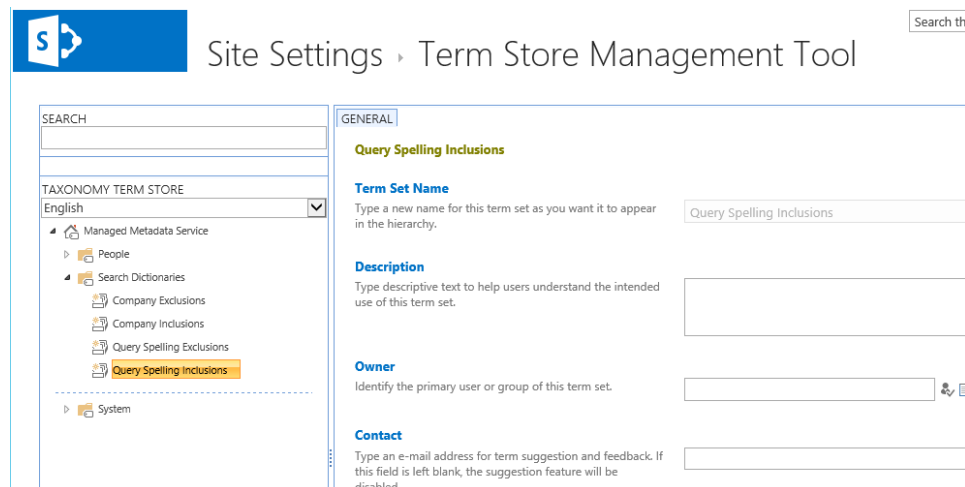 S
Search th
Site Settings › Term Store Management Tool
SEARCH
GENERAL
Query Spelling Inclusions
Term Set Name
Type a new name for this term set as you want it to appear
in the hierarchy.
Query Spelling Inclusions
TAXONOMY TERM STORE
English
Managed Metadata Service
People
Search Dictionaries
Company Exclusions
Company Inclusions
Query Spelling Exclusions
Query Spelling Inclusions
System
Description
Type descriptive text to help users understand the intended
use of this term set.
Owner
Identify the primary user or group of this term set.
Contact
Type an e-mail address for term suggestion and feedback. If
this field is left blank, the suggestion feature will be
disabled.